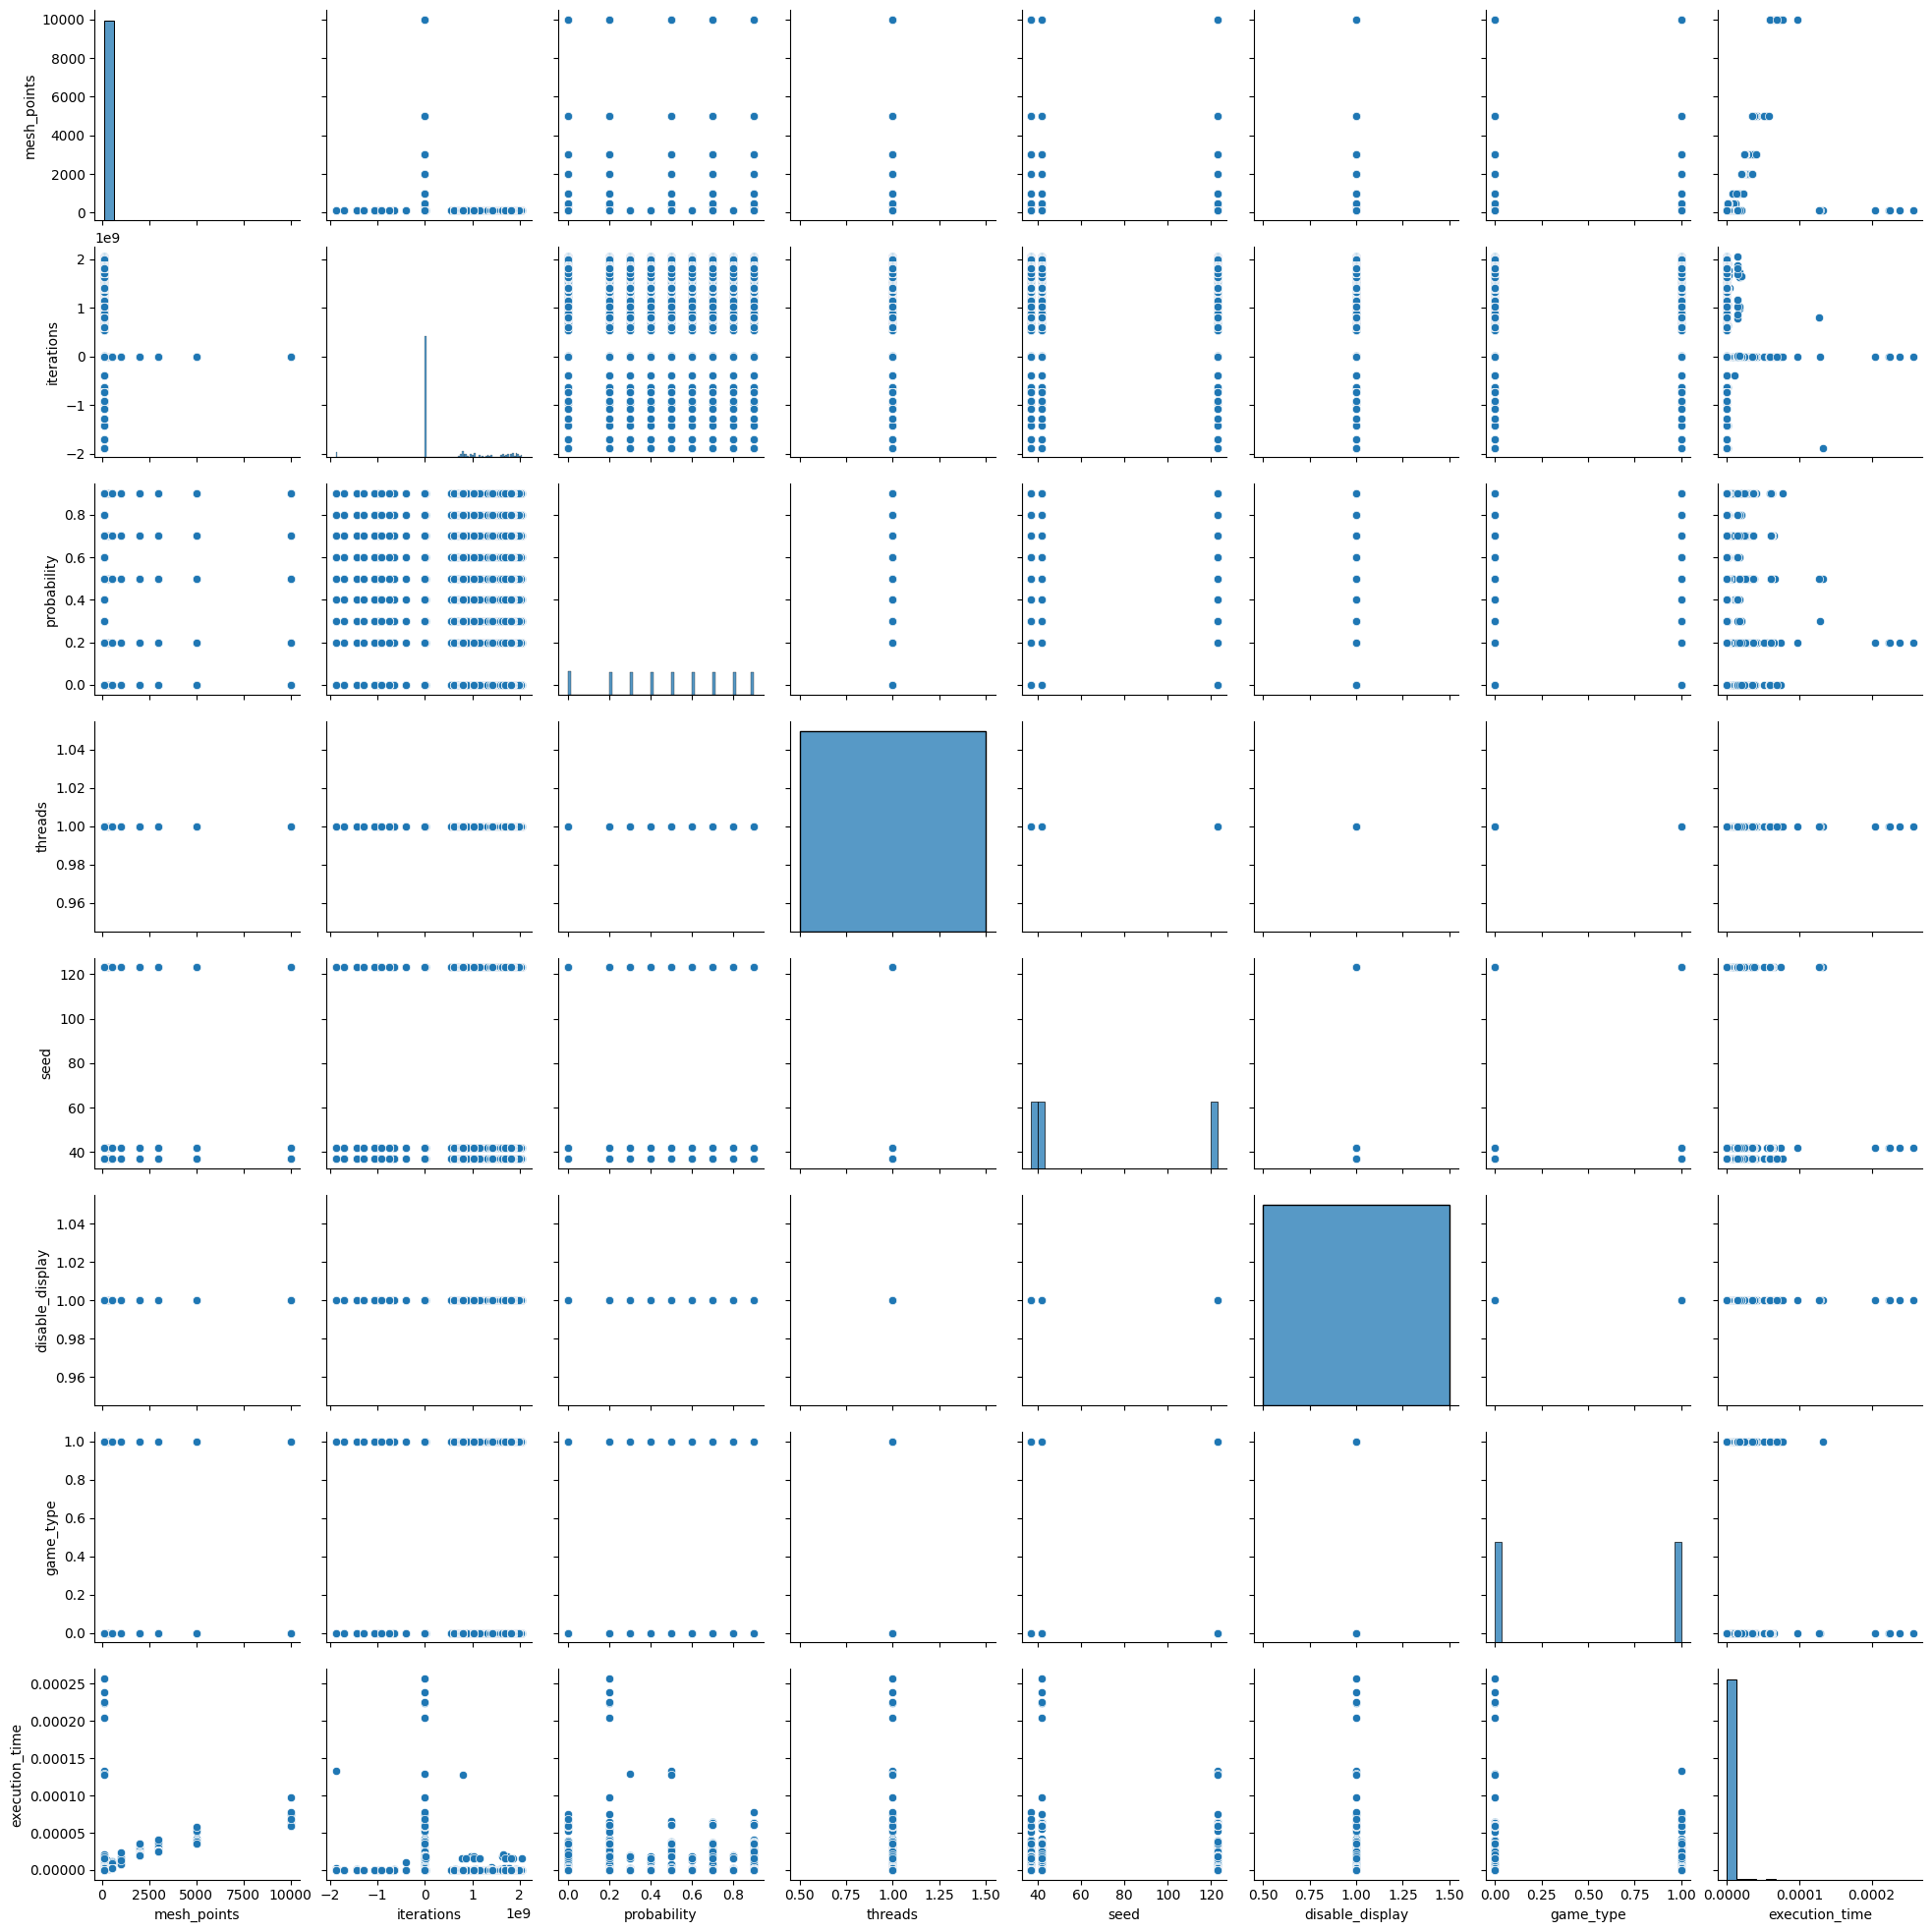 10000
8000
6000
4000
2000
0
mesh_points
1e9
2
1
0
−1
−2
iterations
0.8
0.6
0.4
0.2
0.0
probability
1.04
1.02
1.00
0.98
0.96
threads
120
100
80
60
40
seed
1.04
1.02
1.00
0.98
0.96
disable_display
1.0
0.8
0.6
0.4
0.2
0.0
game_type
0.00025
0.00020
0.00015
0.00010
0.00005
0.00000
execution_time
0 2500 5000 7500 10000
mesh_points
−2 −1 0 1 2
iterations 1e9
0.0 0.2 0.4 0.6 0.8
probability
0.50 0.75 1.00 1.25 1.50
threads
40 60 80 100 120
seed
0.50 0.75 1.00 1.25 1.50
disable_display
0.00 0.25 0.50 0.75 1.00
game_type
0.0000 0.0001 0.0002
execution_time